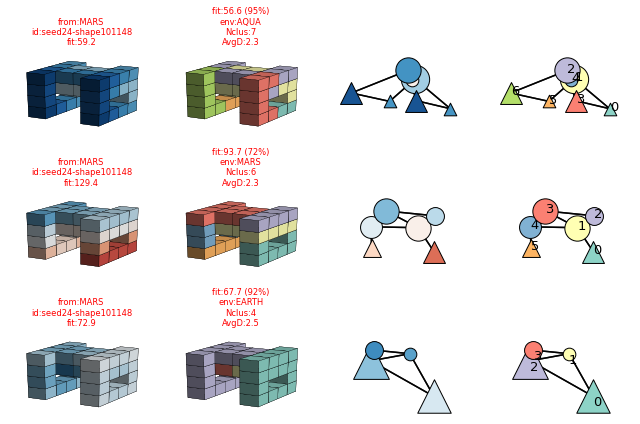 from:MARS
id:seed24-shape101148
fit:59.2
fit:56.6 (95%)
env:AQUA
Nclus:7
AvgD:2.3
6
5
2
4
1
3
0
from:MARS
id:seed24-shape101148
fit:129.4
fit:93.7 (72%)
env:MARS
Nclus:6
AvgD:2.3
3
2
4
1
5
0
from:MARS
id:seed24-shape101148
fit:72.9
fit:67.7 (92%)
env:EARTH
Nclus:4
AvgD:2.5
3
1
2
0